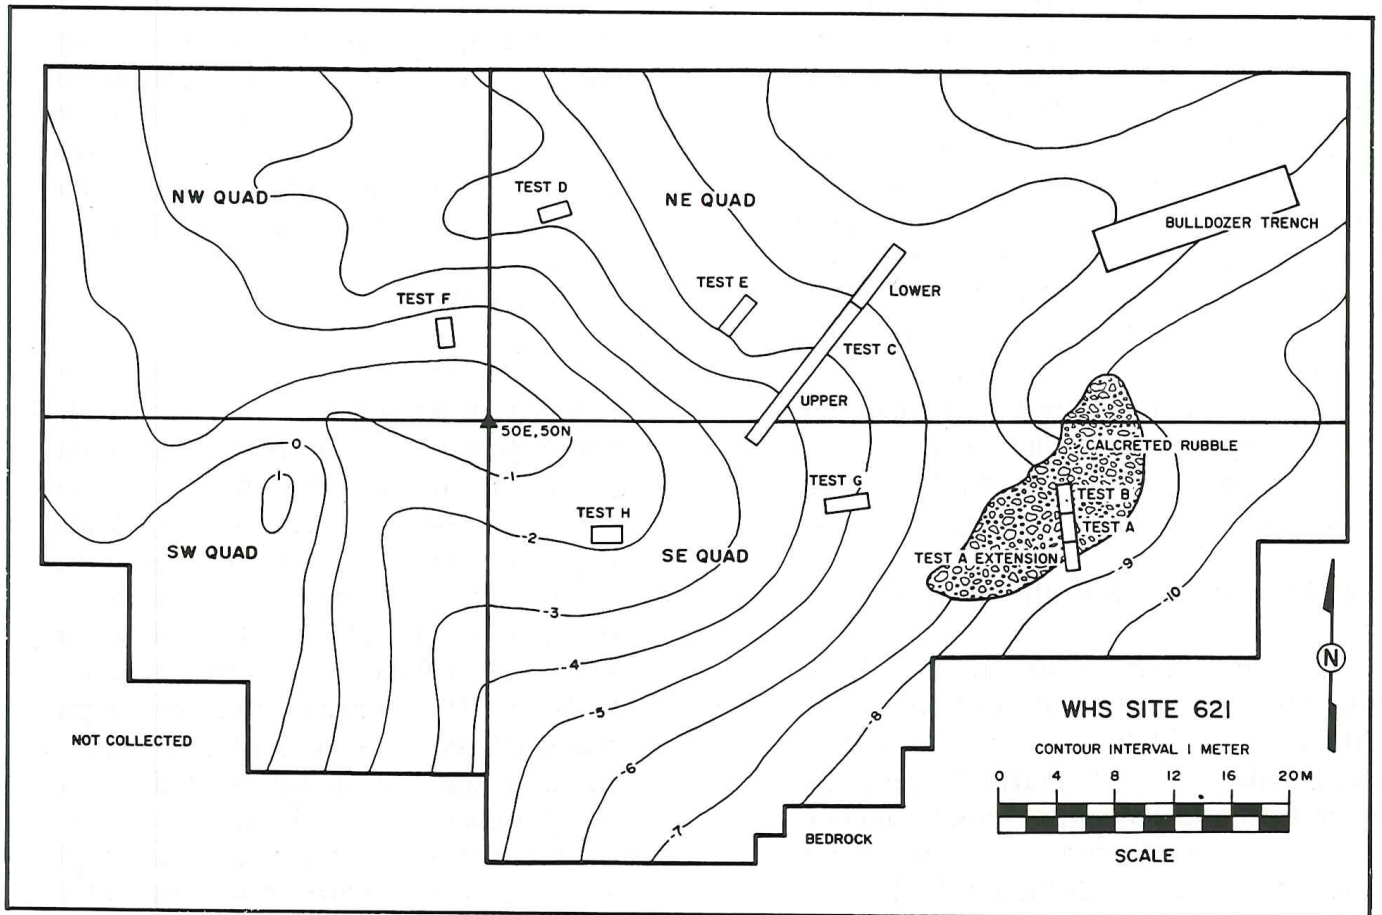 TEST D
NW QUAD
NE QUAD
BULLDOZER TRENCH
TEST E
LOWER
TEST F
TEST C
UPPER
50E,50N
0
CALCRETED RUBBLE
1
-1
TEST G
TEST B
TEST H
TEST A
-2
SW QUAD
SE QUAD
TEST A EXTENSION
-9
-10
-3
-4
N
-5
-8
WHS SITE 621
NOT COLLECTED
CONTOUR INTERVAL 1 METER
-6
0 4 8 12 16 20M
-7
BEDROCK
SCALE